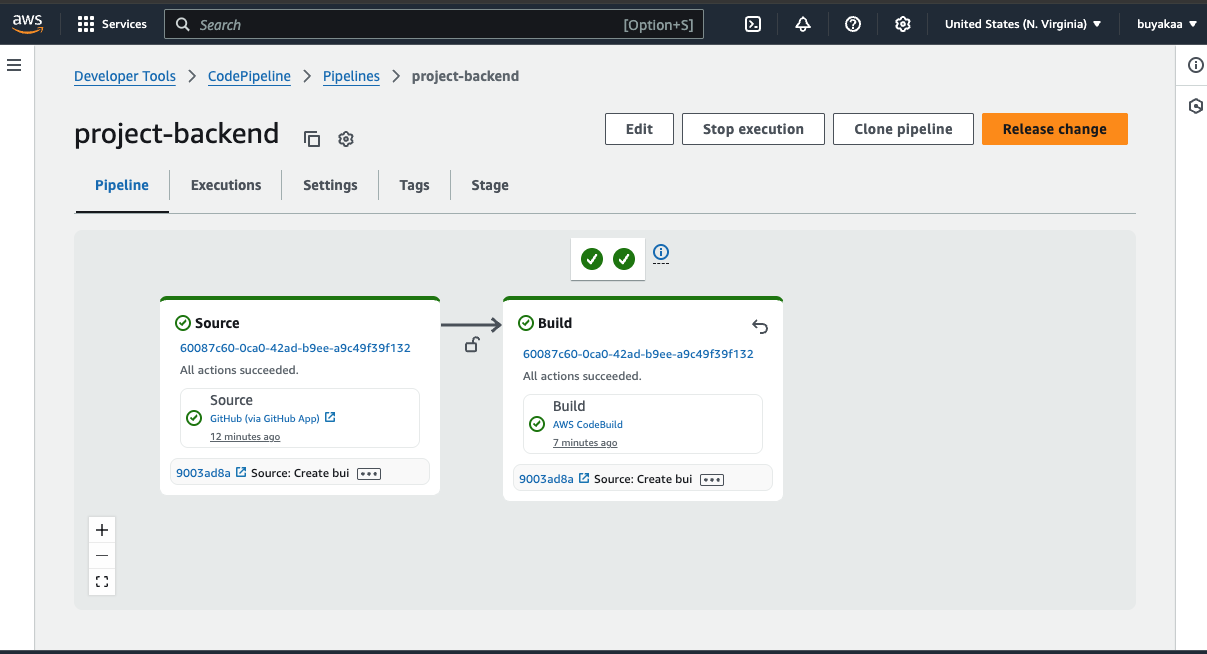 aws Services Search [Option+S] United States (N. Virginia) buyakaa
Developer Tools CodePipeline Pipelines project-backend
project-backend
Edit Stop execution Clone pipeline Release change
Pipeline Executions Settings Tags Stage
Source
60087c60-0ca0-42ad-b9ee-a9c49f39f132
All actions succeeded.
Source
GitHub (via GitHub App)
12 minutes ago
9003ad8a Source: Create bui
Build
60087c60-0ca0-42ad-b9ee-a9c49f39f132
All actions succeeded.
Build
AWS CodeBuild
7 minutes ago
9003ad8a Source: Create bui